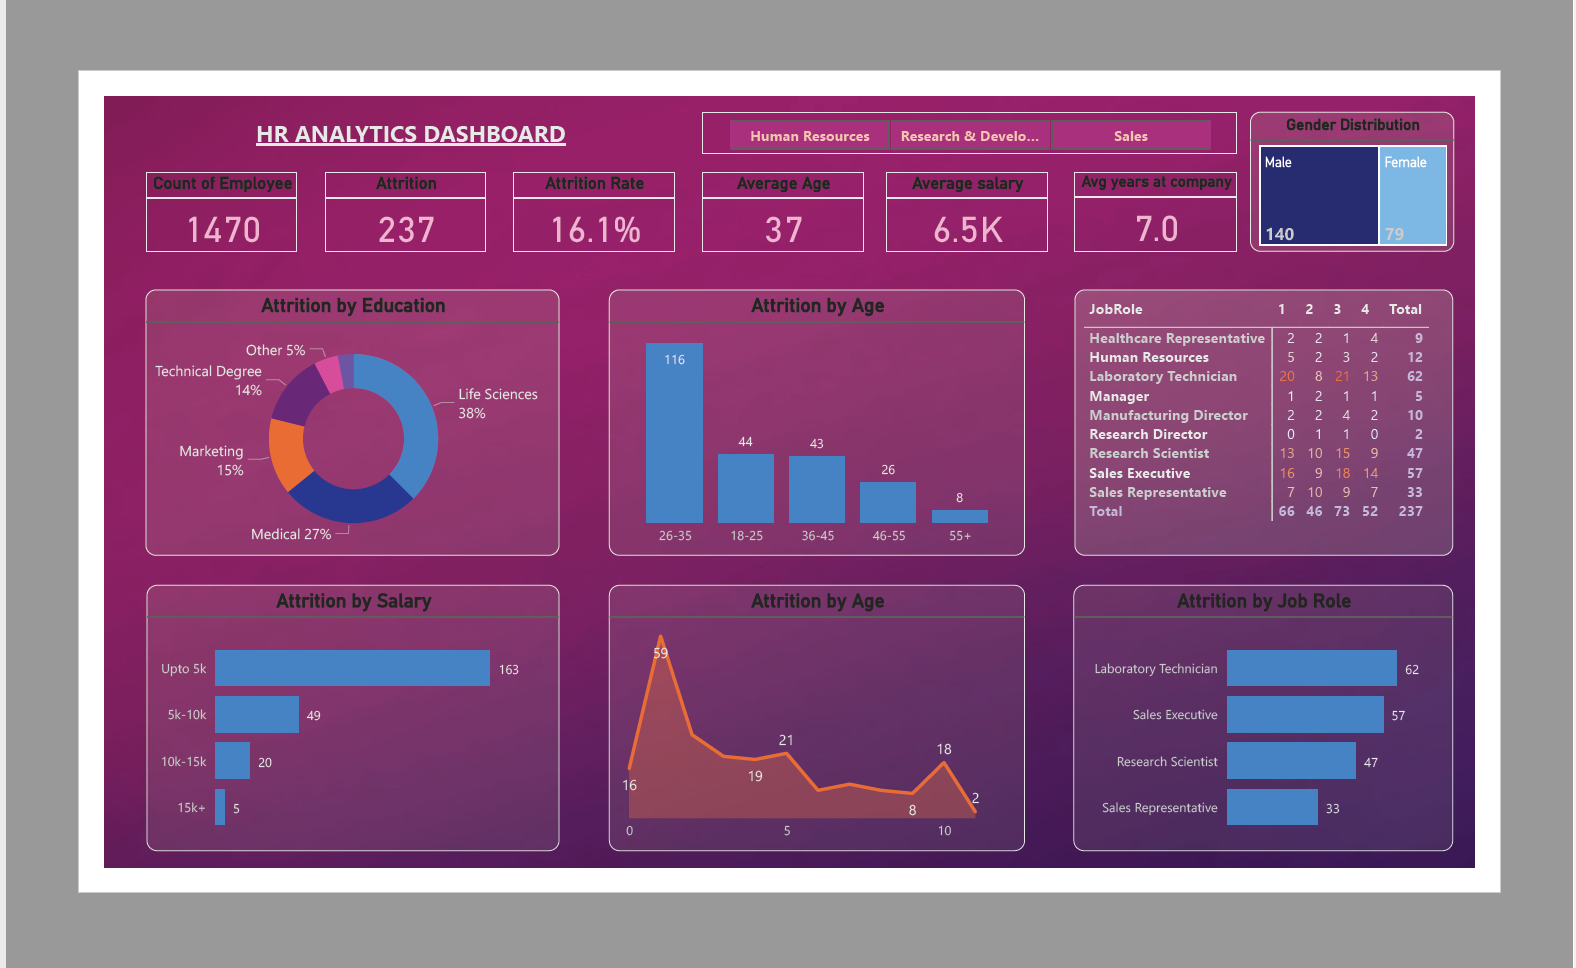 HR ANALYTICS DASHBOARD
Human Resources
Research & Develo...
Sales
Gender Distribution
Male
Female
140
79
Count of Employee
1470
Attrition
237
Attrition Rate
16.1%
Average Age
37
Average salary
6.5K
Avg years at company
7.0
Attrition by Education
Other 5%
Technical Degree
14%
Life Sciences
38%
Marketing
15%
Medical 27%
Attrition by Age
116
44
43
26
8
26-35 18-25 36-45 46-55 55+
JobRole 1 2 3 4 Total
Healthcare Representative 2 2 1 4 9
Human Resources 5 2 3 2 12
Laboratory Technician 20 8 21 13 62
Manager 1 2 1 1 5
Manufacturing Director 2 2 4 2 10
Research Director 0 1 1 0 2
Research Scientist 13 10 15 9 47
Sales Executive 16 9 18 14 57
Sales Representative 7 10 9 7 33
Total 66 46 73 52 237
Attrition by Salary
Upto 5k 163
5k-10k 49
10k-15k 20
15k+ 5
Attrition by Age
59
21
18
16
19
8
2
0 5 10
Attrition by Job Role
Laboratory Technician 62
Sales Executive 57
Research Scientist 47
Sales Representative 33